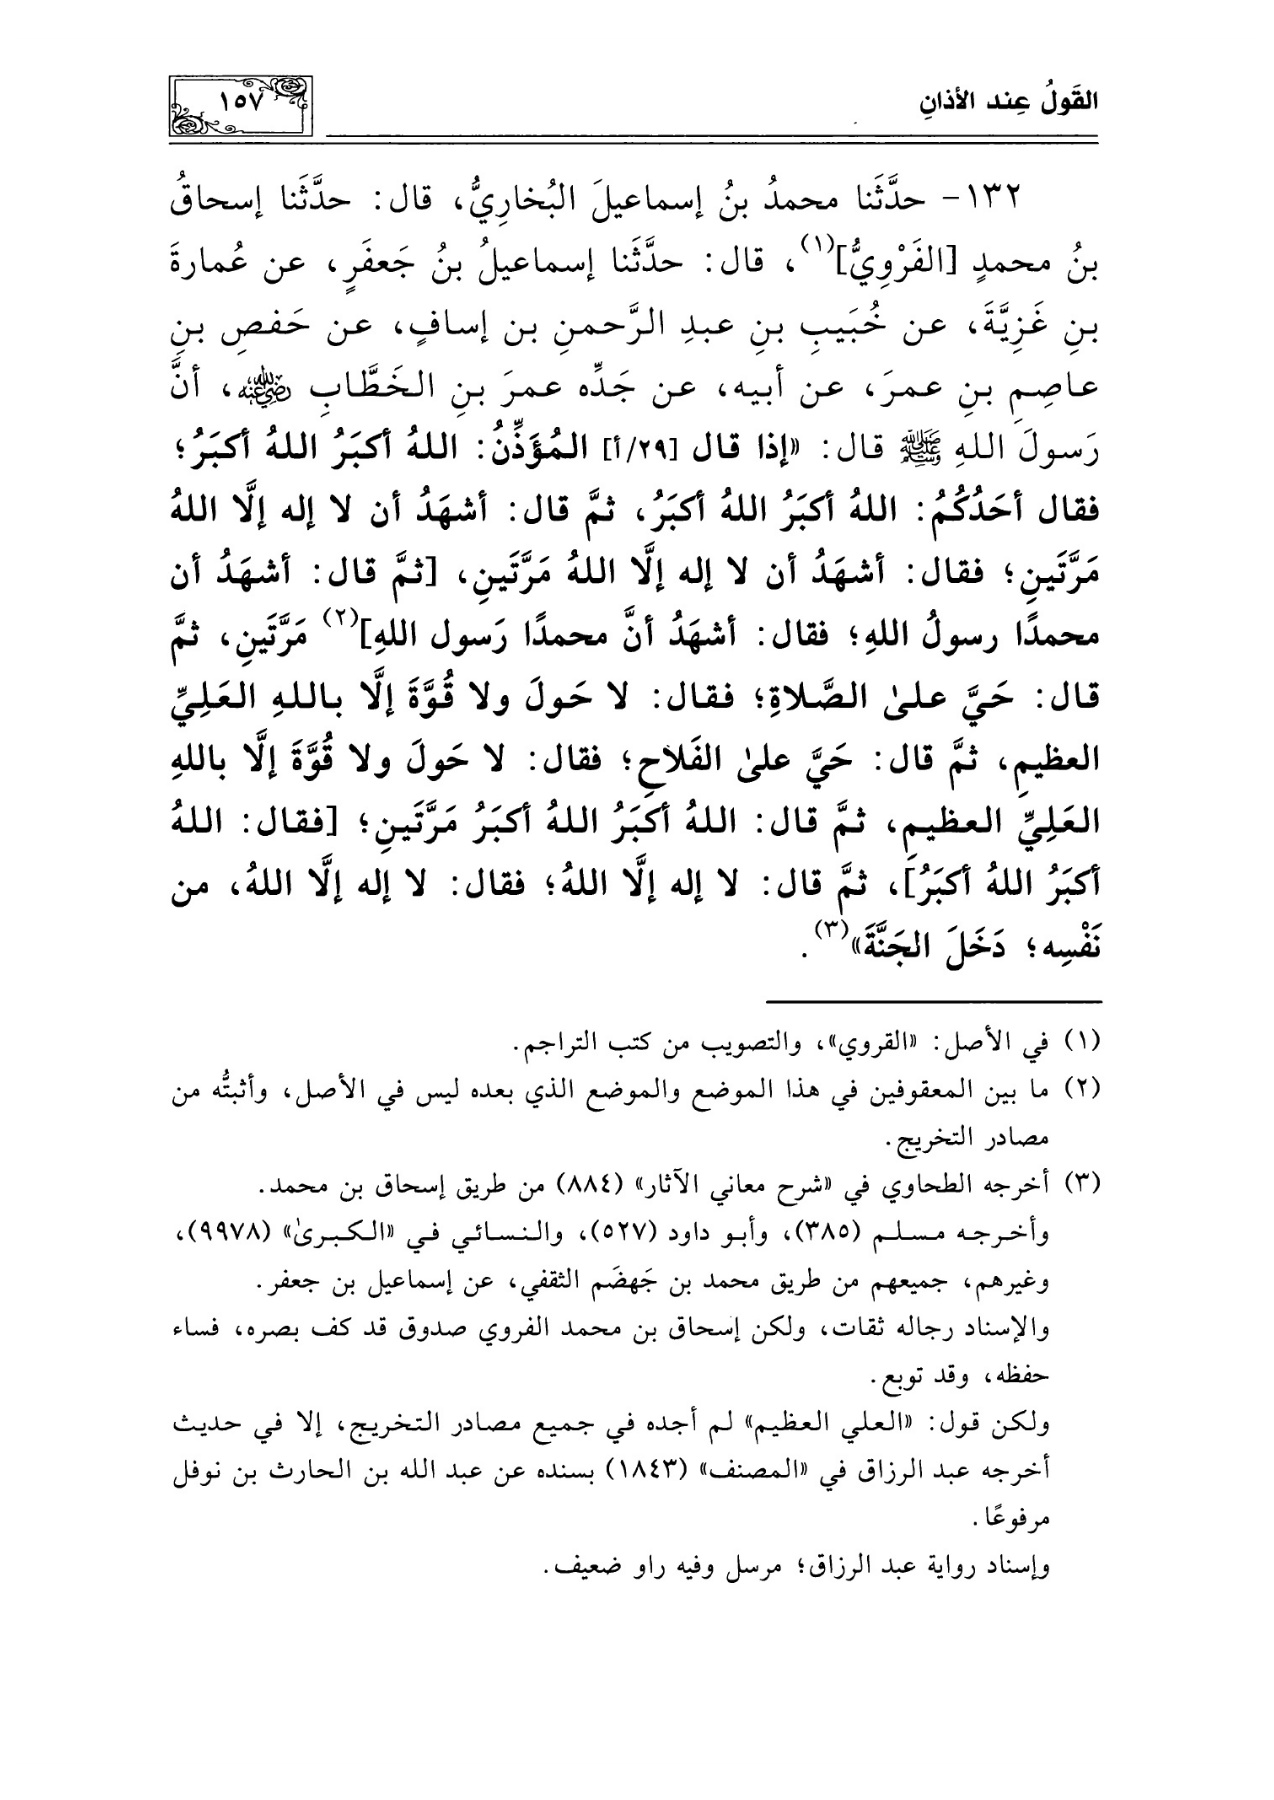 القَولُ عِند الأذانِ
١٥٧
١٣٢- حدَّثَنا محمدُ بنُ إسماعيلَ البُخارِيُّ، قال: حدَّثَنا إسحاقُ
بنُ محمدٍ [الفَرْوِيُّ](١)، قال: حدَّثَنا إسماعيلُ بنُ جَعفَرٍ، عن عُمارةَ
بنِ غَزِيَّةَ، عن خُبَيبِ بنِ عبدِ الرَّحمنِ بن إسافٍ، عن حَفصِ بنِ
عاصِمِ بنِ عمرَ، عن أبيه، عن جَدِّه عمرَ بنِ الخَطَّابِ رضي الله عنه، أنَّ
رَسولَ اللهِ ﷺ قال: «إذا قال [٢٩/أ] المُؤَذِّنُ: اللهُ أكبَرُ اللهُ أكبَرُ؛
فقال أحَدُكُمُ: اللهُ أكبَرُ اللهُ أكبَرُ، ثمَّ قال: أشهَدُ أن لا إله إلَّا اللهُ
مَرَّتَينِ؛ فقال: أشهَدُ أن لا إله إلَّا اللهُ مَرَّتَينِ، [ثمَّ قال: أشهَدُ أن
محمدًا رسولُ اللهِ؛ فقال: أشهَدُ أنَّ محمدًا رَسول اللهِ](٢) مَرَّتَينِ، ثمَّ
قال: حَيَّ علىٰ الصَّلاةِ؛ فقال: لا حَولَ ولا قُوَّةَ إلَّا باللهِ العَلِيِّ
العظيمِ، ثمَّ قال: حَيَّ علىٰ الفَلاحِ؛ فقال: لا حَولَ ولا قُوَّةَ إلَّا باللهِ
العَلِيِّ العظيمِ، ثمَّ قال: اللهُ أكبَرُ اللهُ أكبَرُ مَرَّتَينِ؛ [فقال: اللهُ
أكبَرُ اللهُ أكبَرُ]، ثمَّ قال: لا إله إلَّا اللهُ؛ فقال: لا إله إلَّا اللهُ، من
نَفْسِه؛ دَخَلَ الجَنَّةَ»(٣).
(١) في الأصل: «القروي»، والتصويب من كتب التراجم.
(٢) ما بين المعقوفين في هذا الموضع والموضع الذي بعده ليس في الأصل، وأثبتُّه من
مصادر التخريج.
(٣) أخرجه الطحاوي في «شرح معاني الآثار» (٨٨٤) من طريق إسحاق بن محمد.
وأخرجه مسلم (٣٨٥)، وأبو داود (٥٢٧)، والنسائي في «الكبرىٰ» (٩٩٧٨)،
وغيرهم، جميعهم من طريق محمد بن جَهضَم الثقفي، عن إسماعيل بن جعفر.
والإسناد رجاله ثقات، ولكن إسحاق بن محمد الفروي صدوق قد كف بصره، فساء
حفظه، وقد توبع.
ولكن قول: «العلي العظيم» لم أجده في جميع مصادر التخريج، إلا في حديث
أخرجه عبد الرزاق في «المصنف» (١٨٤٣) بسنده عن عبد الله بن الحارث بن نوفل
مرفوعًا.
وإسناد رواية عبد الرزاق؛ مرسل وفيه راو ضعيف.